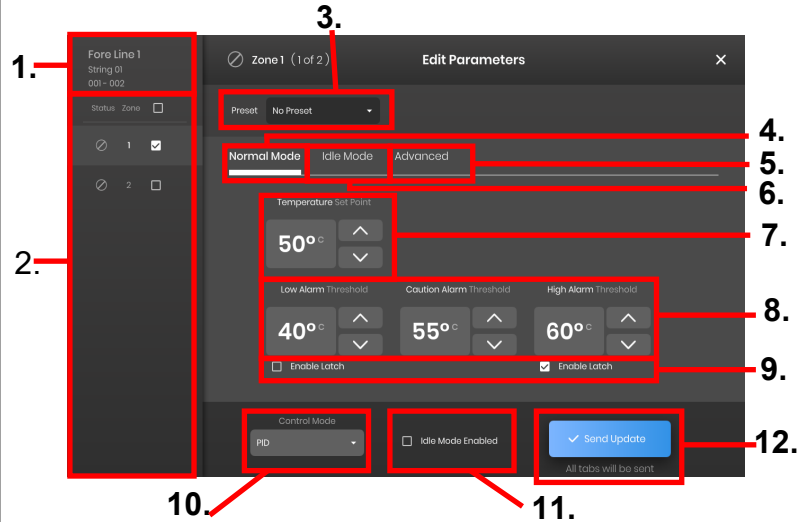 3.
1.
Fore Line 1
String 01
001 - 002
Zone 1 (1 of 2)
Edit Parameters
Status Zone
Preset No Preset
4.
1
Normal Mode Idle Mode Advanced
5.
2
6.
Temperature Set Point
50° C
7.
2.
Low Alarm Threshold Caution Alarm Threshold High Alarm Threshold
40° C 55° C 60° C
8.
Enable Latch Enable Latch
9.
Control Mode
PID
Idle Mode Enabled
Send Update
12.
All tabs will be sent
10. 11.